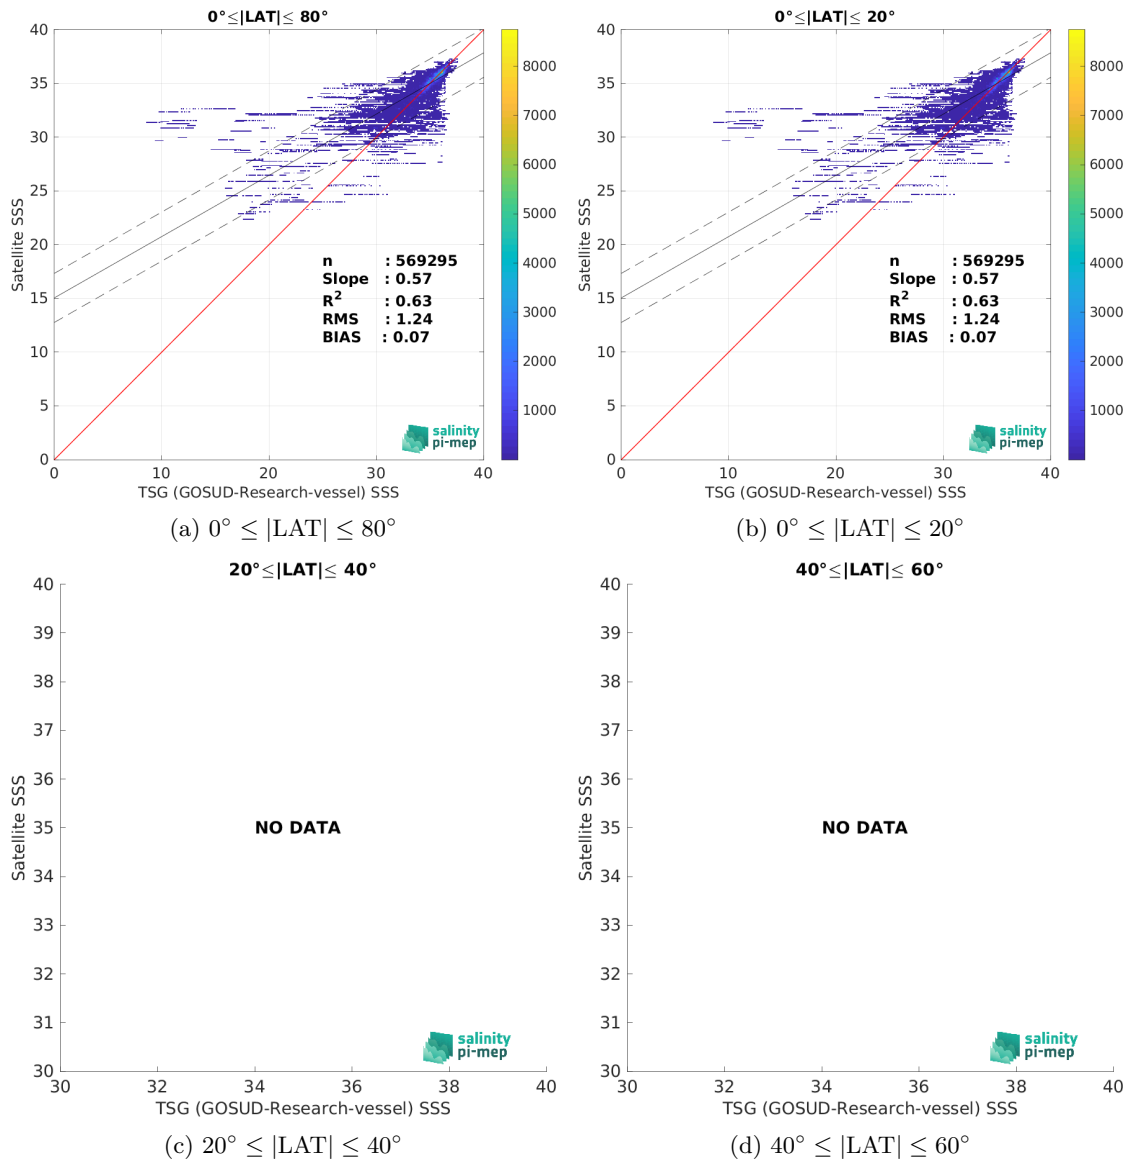 0°≤|LAT|≤ 80°
40
35
30
25
20
15
10
5
0
Satellite SSS
0
10
20
30
40
TSG (GOSUD-Research-vessel) SSS
n : 569295
Slope : 0.57
R² : 0.63
RMS : 1.24
BIAS : 0.07
salinity
pi-mep
8000
7000
6000
5000
4000
3000
2000
1000
(a) 0° ≤ |LAT| ≤ 80°
0°≤|LAT|≤ 20°
40
35
30
25
20
15
10
5
0
Satellite SSS
0
10
20
30
40
TSG (GOSUD-Research-vessel) SSS
n : 569295
Slope : 0.57
R² : 0.63
RMS : 1.24
BIAS : 0.07
salinity
pi-mep
8000
7000
6000
5000
4000
3000
2000
1000
(b) 0° ≤ |LAT| ≤ 20°
20°≤|LAT|≤ 40°
40
39
38
37
36
35
34
33
32
31
30
Satellite SSS
NO DATA
salinity
pi-mep
30
32
34
36
38
40
TSG (GOSUD-Research-vessel) SSS
(c) 20° ≤ |LAT| ≤ 40°
40°≤|LAT|≤ 60°
40
39
38
37
36
35
34
33
32
31
30
Satellite SSS
NO DATA
salinity
pi-mep
30
32
34
36
38
40
TSG (GOSUD-Research-vessel) SSS
(d) 40° ≤ |LAT| ≤ 60°